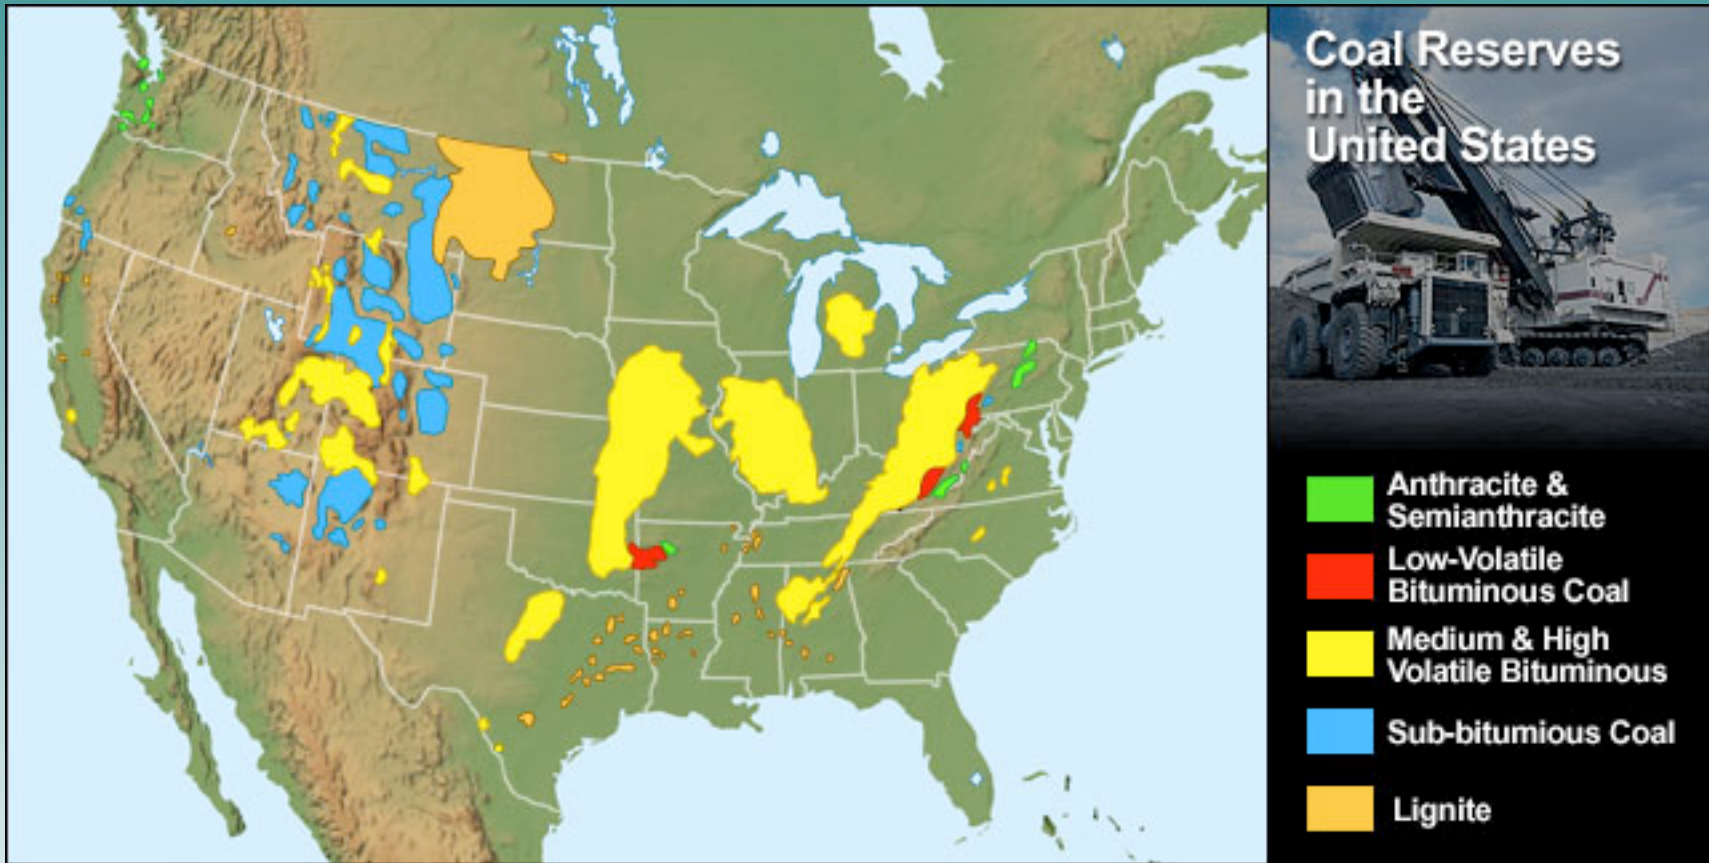 Coal Reserves
in the
United States
Anthracite &
Semianthracite
Low-Volatile
Bituminous Coal
Medium & High
Volatile Bituminous
Sub-bitumious Coal
Lignite